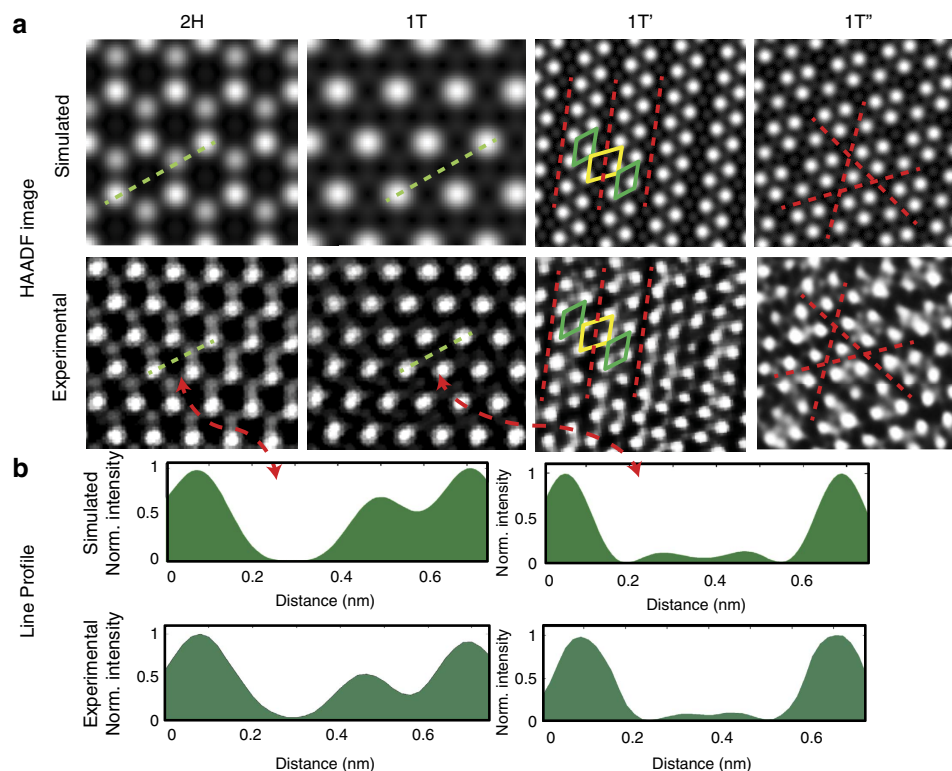 a
2H 1T 1T’ 1T”
HAADF image
Simulated
Experimental
b
Line Profile
Simulated
Norm. intensity
1
0.5
0
0 0.2 0.4 0.6
Distance (nm)
Norm. intensity
1
0.5
0
0 0.2 0.4 0.6
Distance (nm)
Experimental
Norm. intensity
1
0.5
0
0 0.2 0.4 0.6
Distance (nm)
Norm. intensity
1
0.5
0
0 0.2 0.4 0.6
Distance (nm)